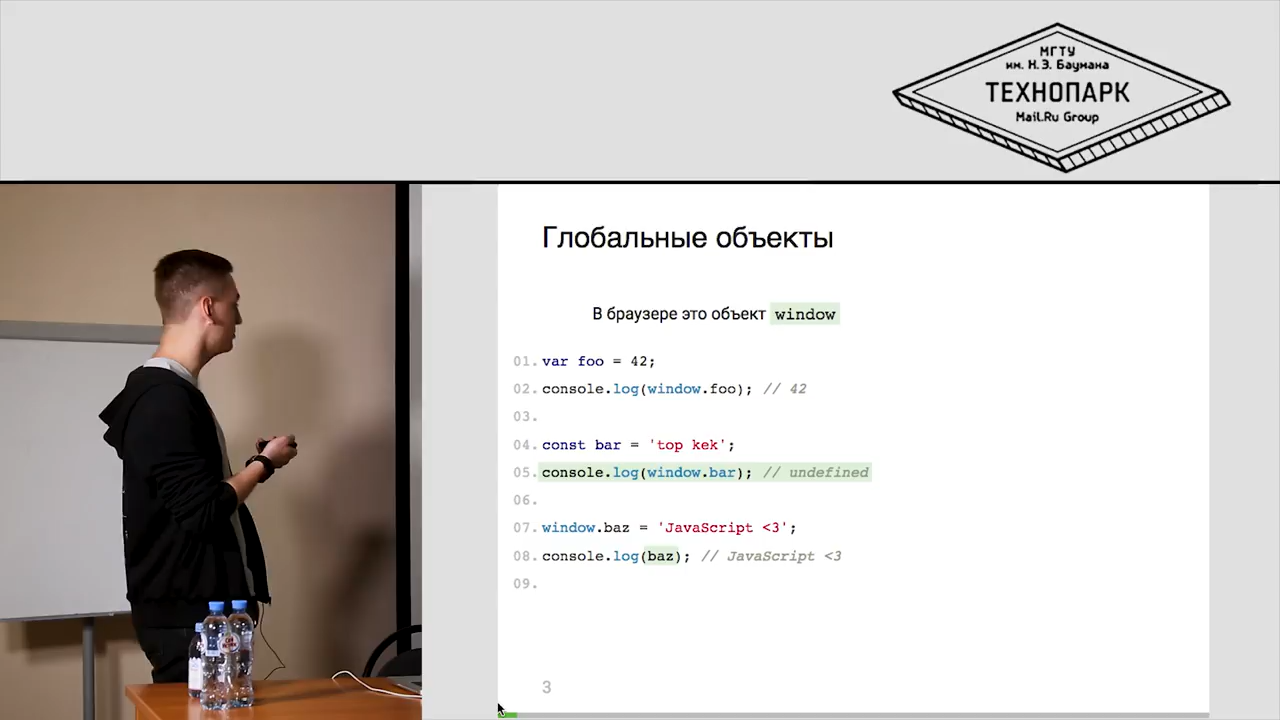 МГТУ
им. Н.Э. Баумана
ТЕХНОПАРК
Mail.Ru Group
Глобальные объекты
В браузере это объект window
01. var foo = 42;
02. console.log(window.foo); // 42
03.
04. const bar = 'top kek';
05. console.log(window.bar); // undefined
06.
07. window.baz = 'JavaScript <3';
08. console.log(baz); // JavaScript <3
09.
3